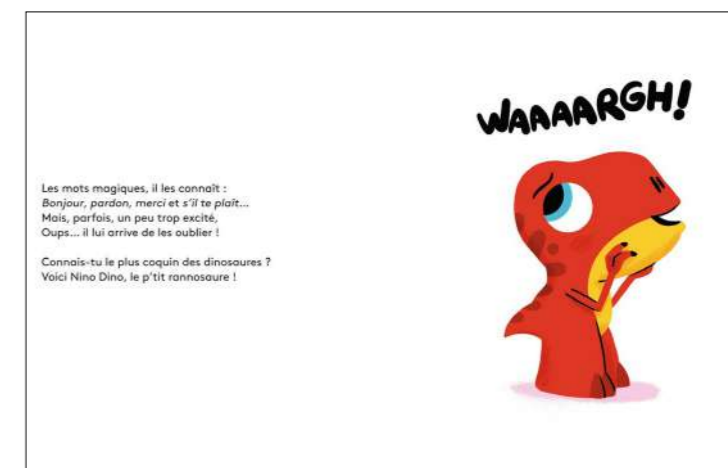 WAAAARGH!
Les mots magiques, il les connaît :
Bonjour, pardon, merci et s'il te plaît...
Mais, parfois, un peu trop excité,
Oups... il lui arrive de les oublier !
Connais-tu le plus coquin des dinosaures ?
Voici Nino Dino, le p'tit rannosaure !